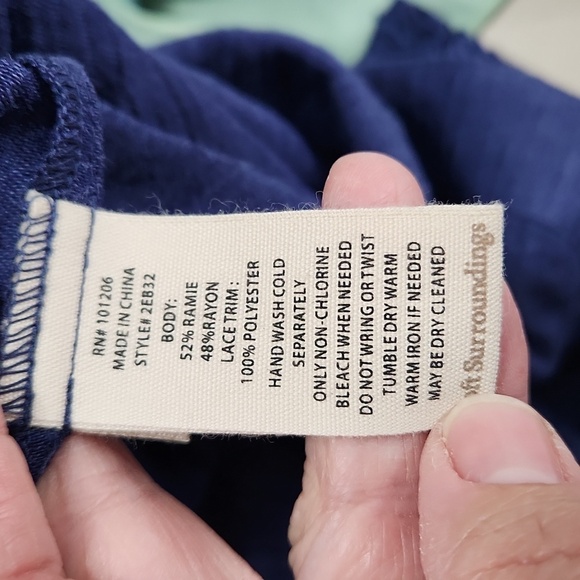 RN# 101206
MADE IN CHINA
STYLE# 2EB32
BODY:
52% RAMIE
48%RAYON
LACE TRIM :
100% POLYESTER
HAND WASH COLD
SEPARATELY
ONLY NON-CHLORINE
BLEACH WHEN NEEDED
DO NOT WRING OR TWIST
TUMBLE DRY WARM
WARM IRON IF NEEDED
MAY BE DRY CLEANED
oft Surroundings